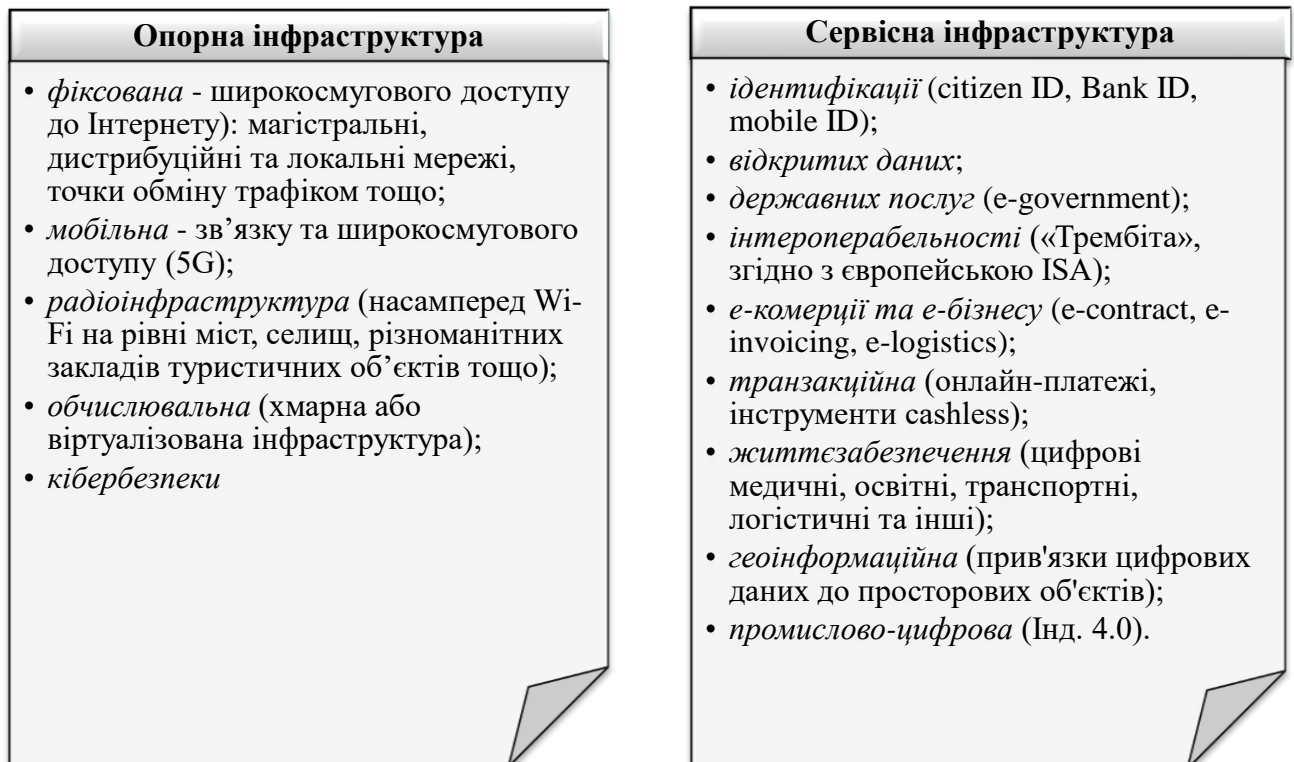 Опорна інфраструктура
• фіксована - широкосмугового доступу
до Інтернету): магістральні,
дистрибуційні та локальні мережі,
точки обміну трафіком тощо;
• мобільна - зв’язку та широкосмугового
доступу (5G);
• радіоінфраструктура (насамперед Wi-
Fi на рівні міст, селищ, різноманітних
закладів туристичних об’єктів тощо);
• обчислювальна (хмарна або
віртуалізована інфраструктура);
• кібербезпеки
Сервісна інфраструктура
• ідентифікації (citizen ID, Bank ID,
mobile ID);
• відкритих даних;
• державних послуг (e-government);
• інтероперабельності («Трембіта»,
згідно з європейською ISA);
• е-комерції та е-бізнесу (e-contract, e-
invoicing, e-logistics);
• транзакційна (онлайн-платежі,
інструменти cashless);
• життєзабезпечення (цифрові
медичні, освітні, транспортні,
логістичні та інші);
• геоінформаційна (прив'язки цифрових
даних до просторових об'єктів);
• промислово-цифрова (Інд. 4.0).